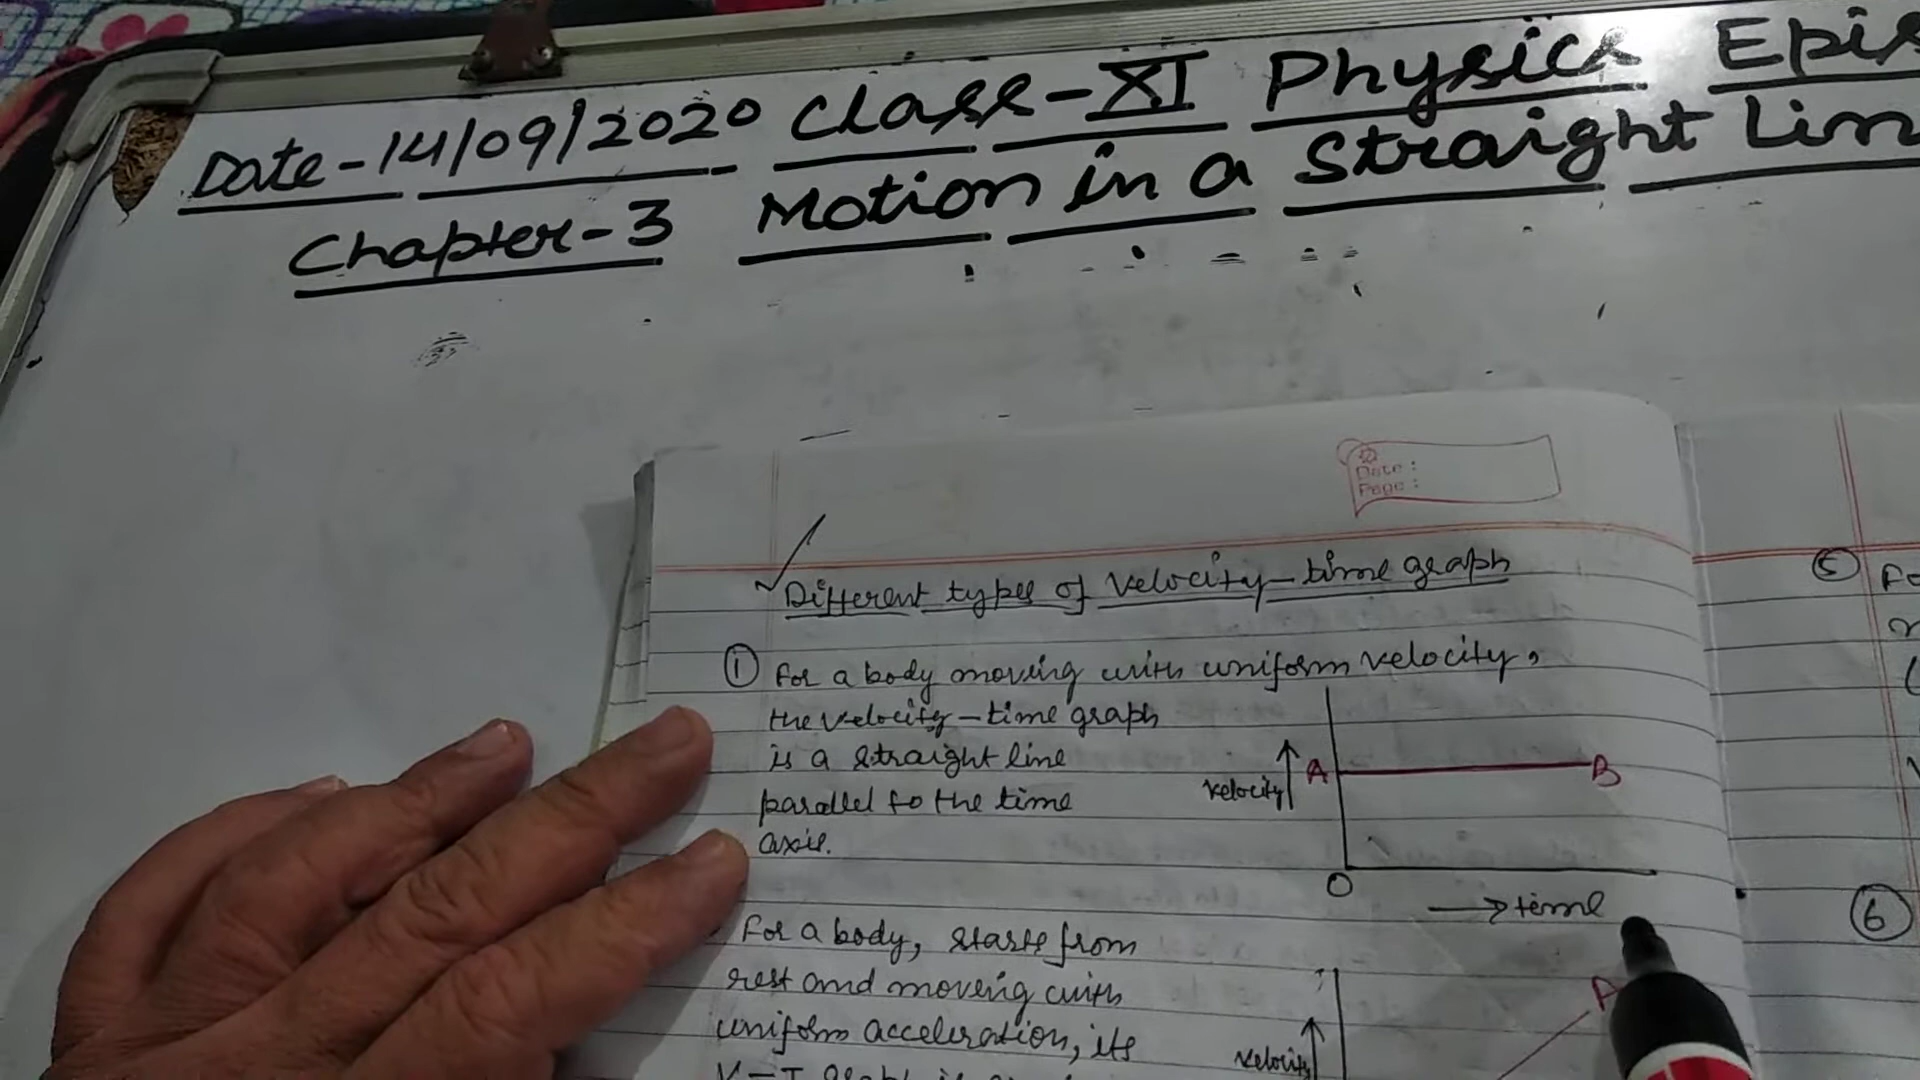 Date-14/09/2020 Class-XI Physics
Chapter-3 Motion in a Straight
Date:
Page:
Different types of Velocity-time graph
① For a body moving with uniform velocity,
the velocity-time graph
is a straight line
parallel to the time
axis.
velocity
A
B
O
→ time
For a body, starts from
rest and moving with
uniform acceleration, its
velocity
A
⑤
⑥